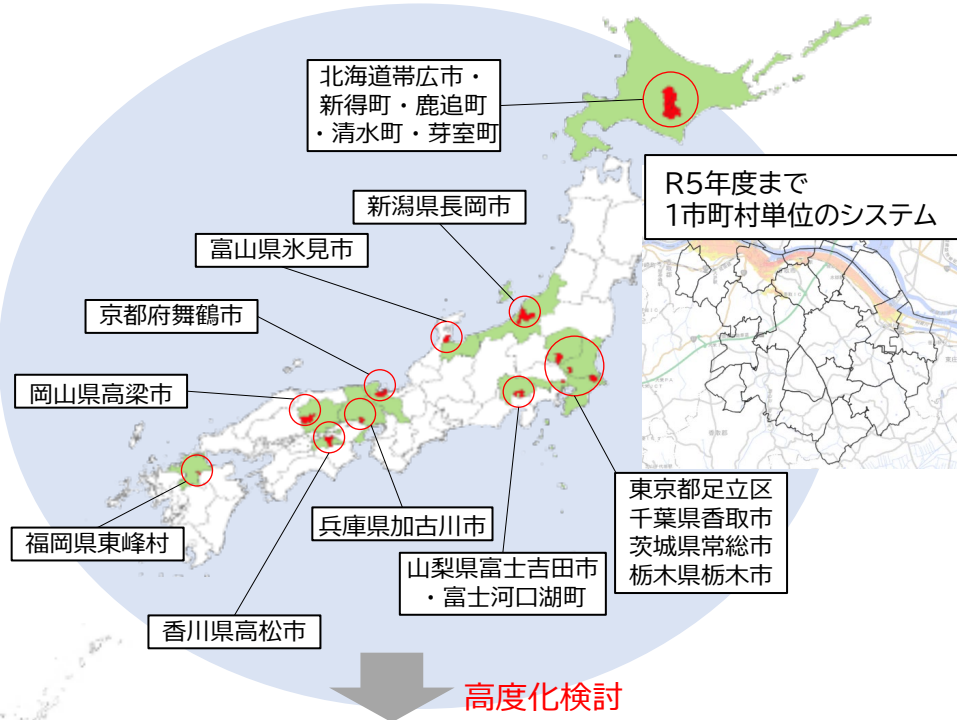 北海道帯広市・
新得町・鹿追町
・清水町・芽室町
R5年度まで
1市町村単位のシステム
新潟県長岡市
富山県氷見市
京都府舞鶴市
岡山県高梁市
福岡県東峰村
兵庫県加古川市
香川県高松市
山梨県富士吉田市
・富士河口湖町
東京都足立区
千葉県香取市
茨城県常総市
栃木県栃木市
高度化検討